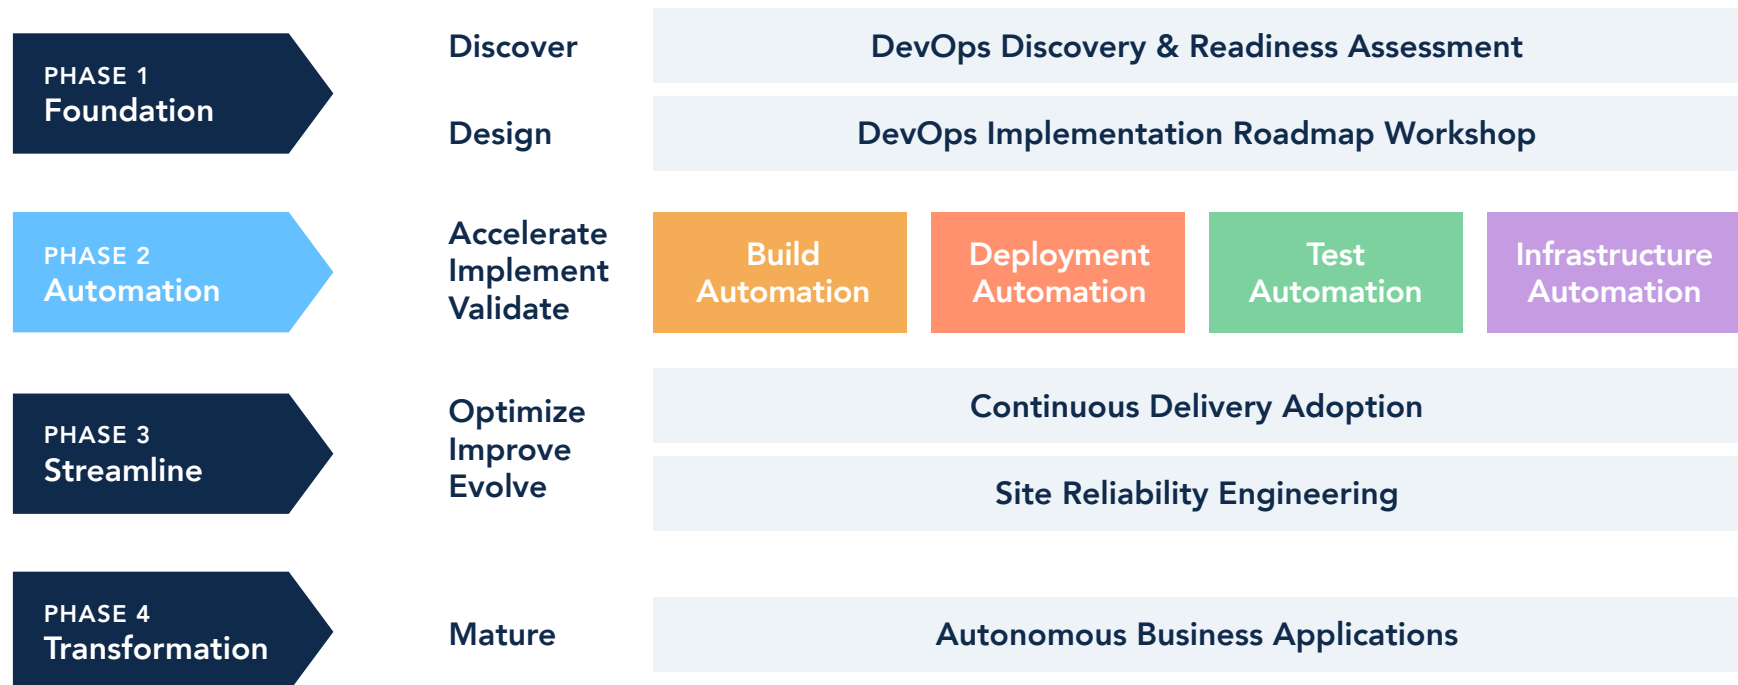 PHASE 1
Foundation
Discover
DevOps Discovery & Readiness Assessment
Design
DevOps Implementation Roadmap Workshop
PHASE 2
Automation
Accelerate
Implement
Validate
Build
Automation
Deployment
Automation
Test
Automation
Infrastructure
Automation
PHASE 3
Streamline
Optimize
Improve
Evolve
Continuous Delivery Adoption
Site Reliability Engineering
PHASE 4
Transformation
Mature
Autonomous Business Applications